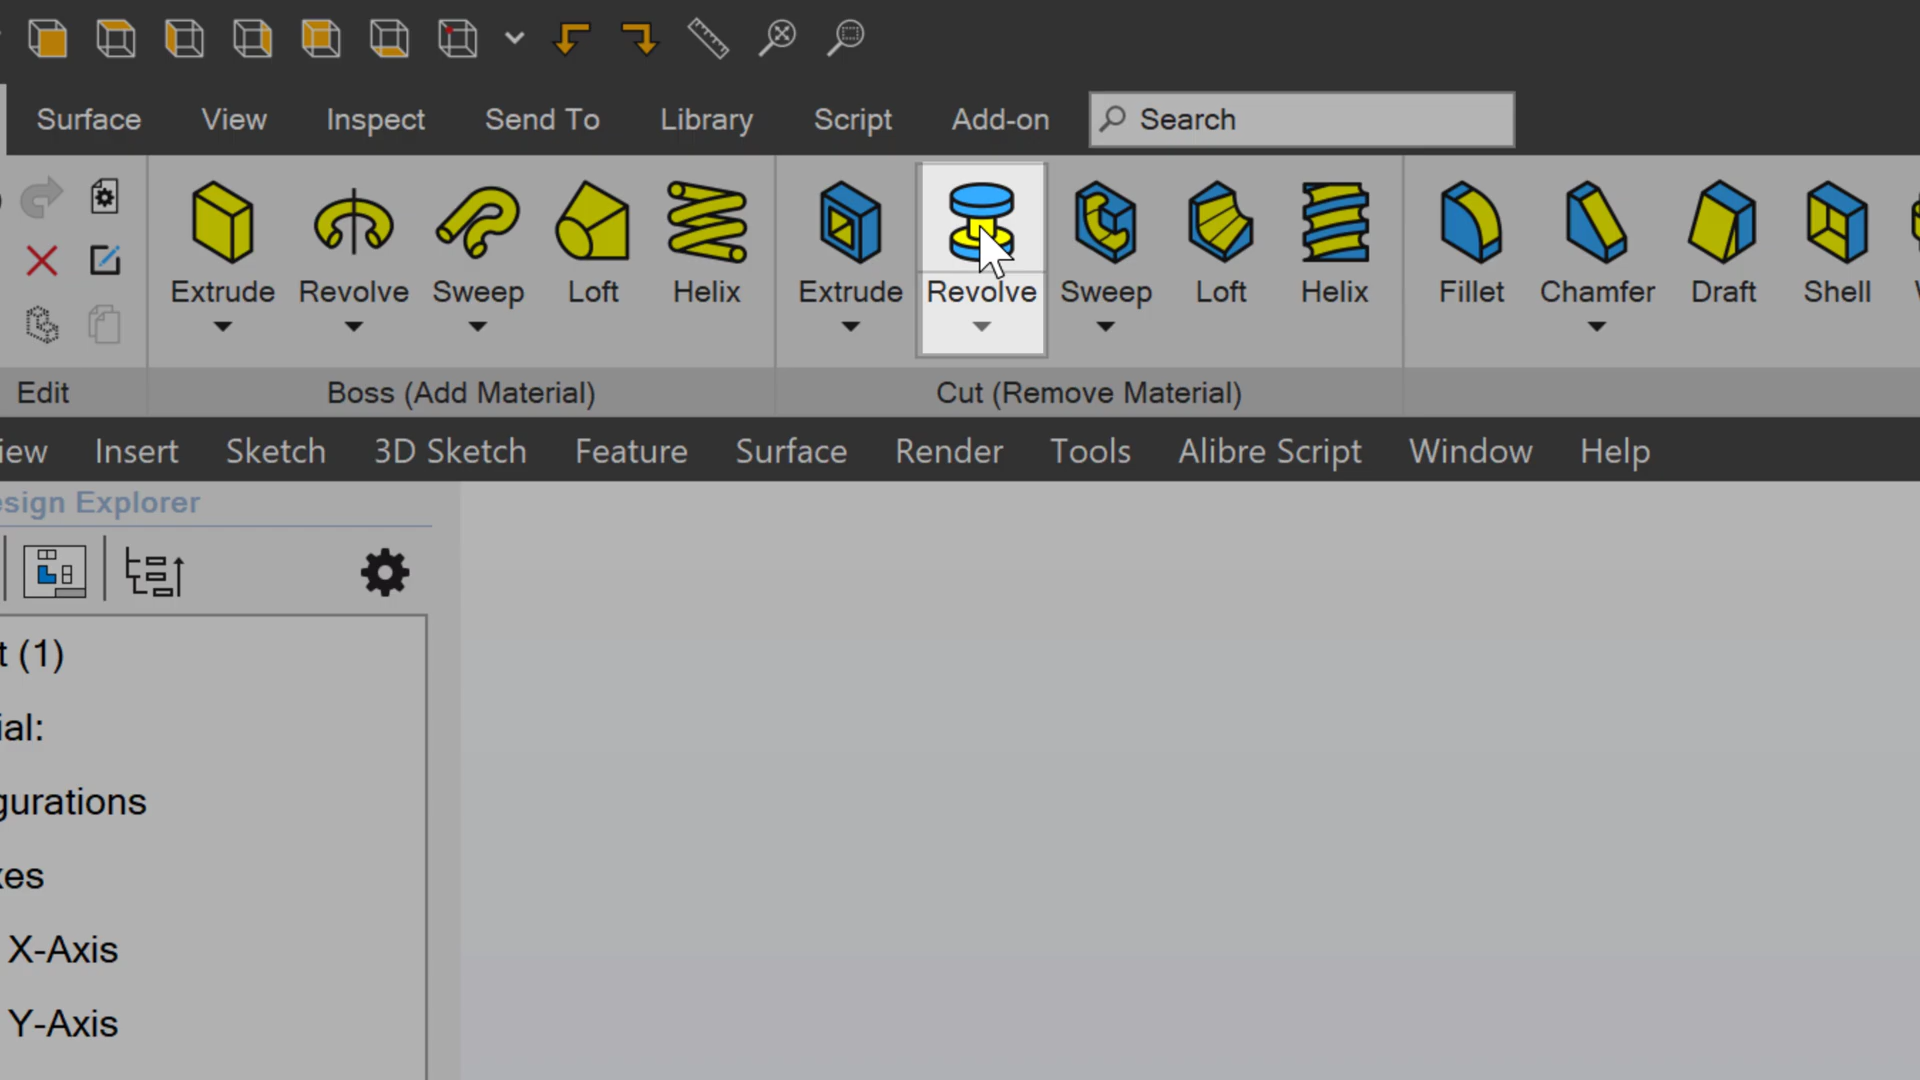 Surface View Inspect Send To Library Script Add-on Search
Extrude Revolve Sweep Loft Helix Extrude Revolve Sweep Loft Helix Fillet Chamfer Draft Shell
Edit Boss (Add Material) Cut (Remove Material)
iew Insert Sketch 3D Sketch Feature Surface Render Tools Alibre Script Window Help
esign Explorer
t (1)
ial:
gurations
xes
X-Axis
Y-Axis